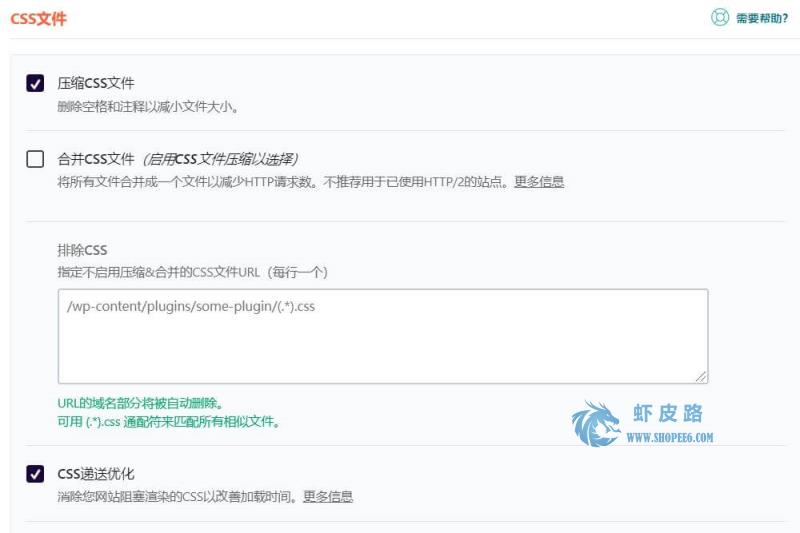 CSS文件
需要帮助?
压缩CSS文件
删除空格和注释以减小文件大小。
合并CSS文件（启用CSS文件压缩以选择）
将所有文件合并成一个文件以减少HTTP请求数。不推荐用于已使用HTTP/2的站点。更多信息
排除CSS
指定不启用压缩&合并的CSS文件URL（每行一个）
/wp-content/plugins/some-plugin/(.*).css
URL的域名部分将被自动删除。
可用 (.*).css 通配符来匹配所有相似文件。
虾皮路
WWW.SHOPEE6.COM
CSS递送优化
消除您网站阻塞渲染的CSS以改善加载时间。更多信息